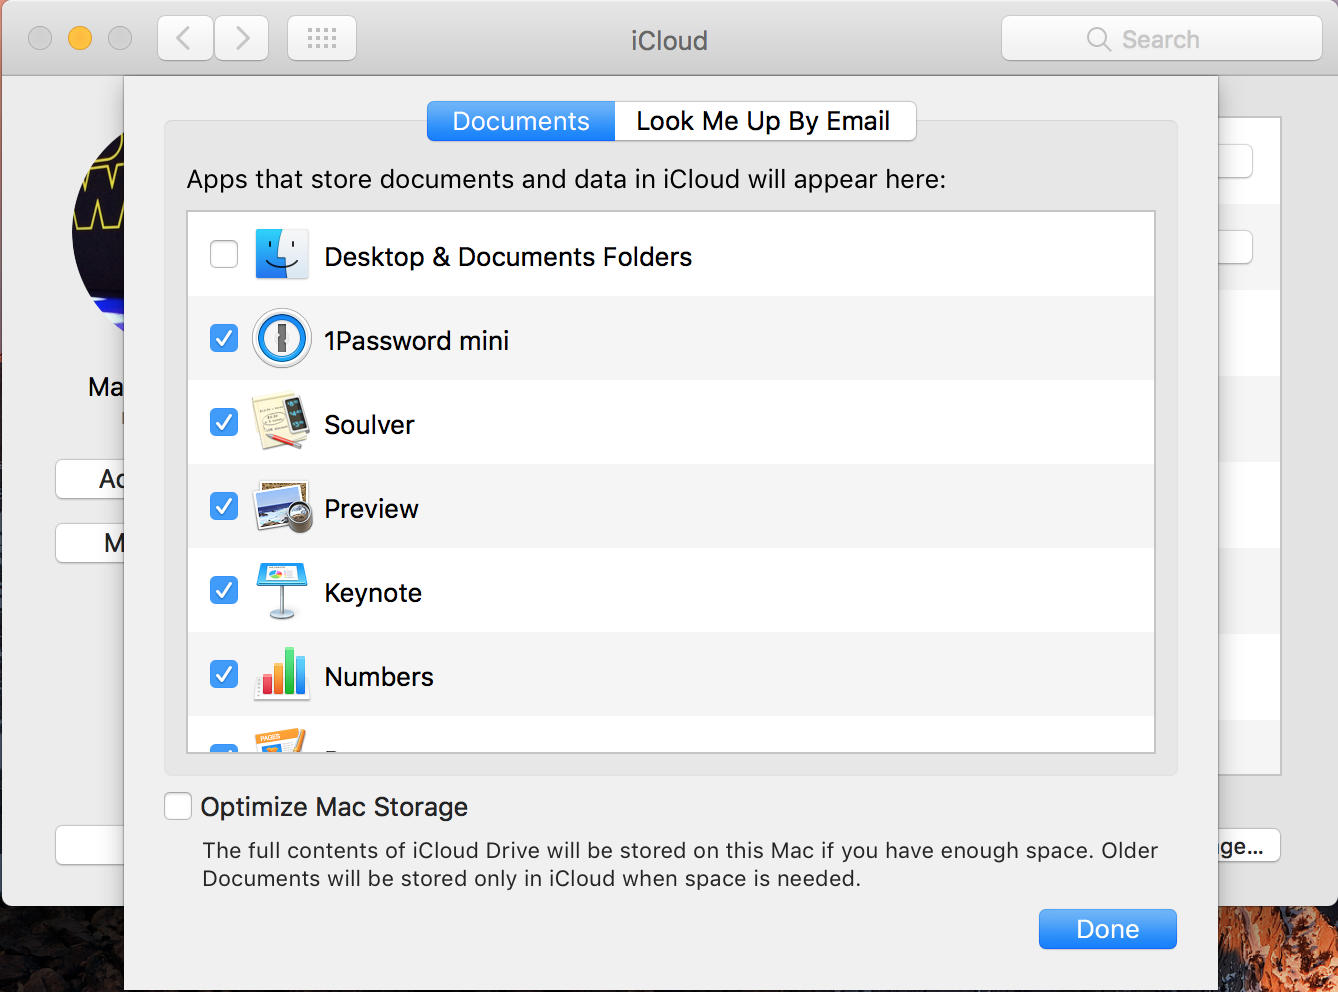 iCloud
Search
Documents
Look Me Up By Email
Apps that store documents and data in iCloud will appear here:
Desktop & Documents Folders
1Password mini
Soulver
Preview
Keynote
Numbers
PAGES
Optimize Mac Storage
The full contents of iCloud Drive will be stored on this Mac if you have enough space. Older
Documents will be stored only in iCloud when space is needed.
Done
Ma
Ac
M
ge...